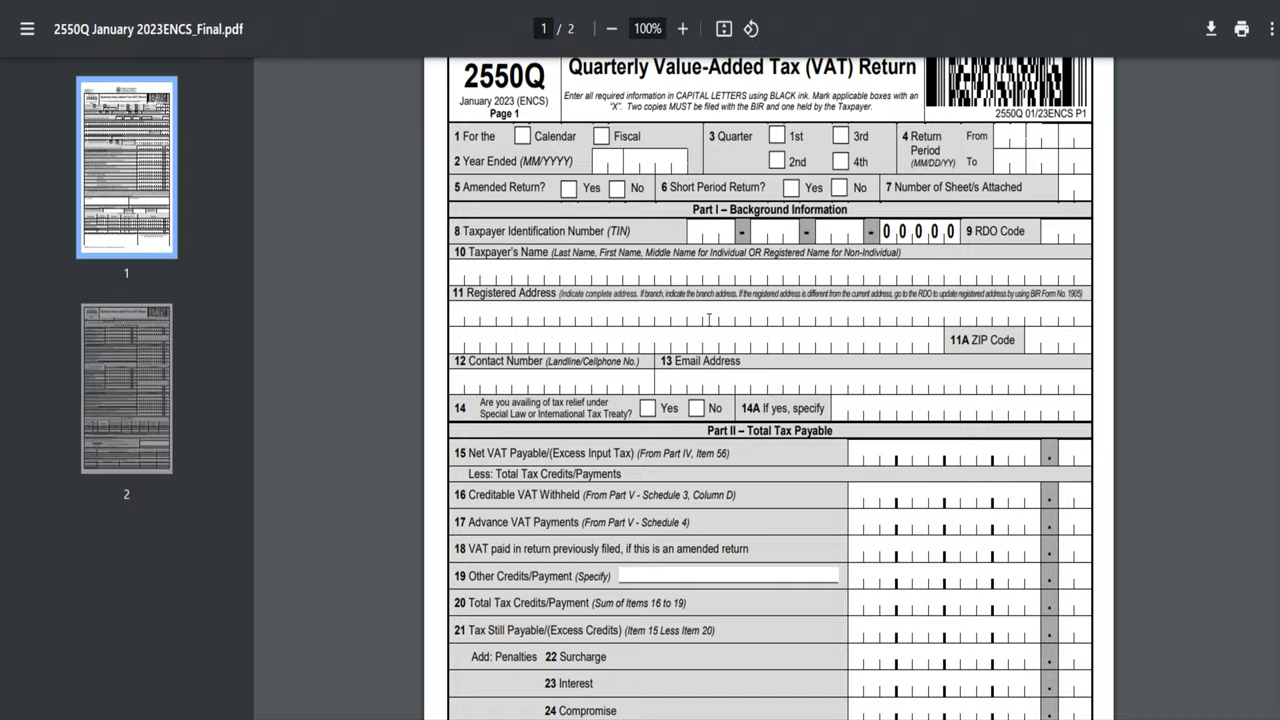 2550Q January 2023ENCS_Final.pdf
1 / 2
100%
1
2
2550Q
January 2023 (ENCS)
Page 1
Quarterly Value-Added Tax (VAT) Return
Enter all required information in CAPITAL LETTERS using BLACK ink. Mark applicable boxes with an
"X". Two copies MUST be filed with the BIR and one held by the Taxpayer.
2550Q 01/23ENCS P1
1 For the Calendar Fiscal
2 Year Ended (MM/YYYY)
3 Quarter 1st 3rd
2nd 4th
4 Return From
Period
(MM/DD/YY) To
5 Amended Return? Yes No
6 Short Period Return? Yes No
7 Number of Sheet/s Attached
Part I – Background Information
8 Taxpayer Identification Number (TIN) - - - 0 0 0 0 0
9 RDO Code
10 Taxpayer's Name (Last Name, First Name, Middle Name for Individual OR Registered Name for Non-Individual)
11 Registered Address (Indicate complete address. If branch, indicate the branch address. If the registered address is different from the current address, go to the RDO to update registered address by using BIR Form No. 1905)
11A ZIP Code
12 Contact Number (Landline/Cellphone No.)
13 Email Address
14 Are you availing of tax relief under
Special Law or International Tax Treaty? Yes No
14A If yes, specify
Part II – Total Tax Payable
15 Net VAT Payable/(Excess Input Tax) (From Part IV, Item 56)
Less: Total Tax Credits/Payments
16 Creditable VAT Withheld (From Part V - Schedule 3, Column D)
17 Advance VAT Payments (From Part V - Schedule 4)
18 VAT paid in return previously filed, if this is an amended return
19 Other Credits/Payment (Specify)
20 Total Tax Credits/Payment (Sum of Items 16 to 19)
21 Tax Still Payable/(Excess Credits) (Item 15 Less Item 20)
Add: Penalties 22 Surcharge
23 Interest
24 Compromise